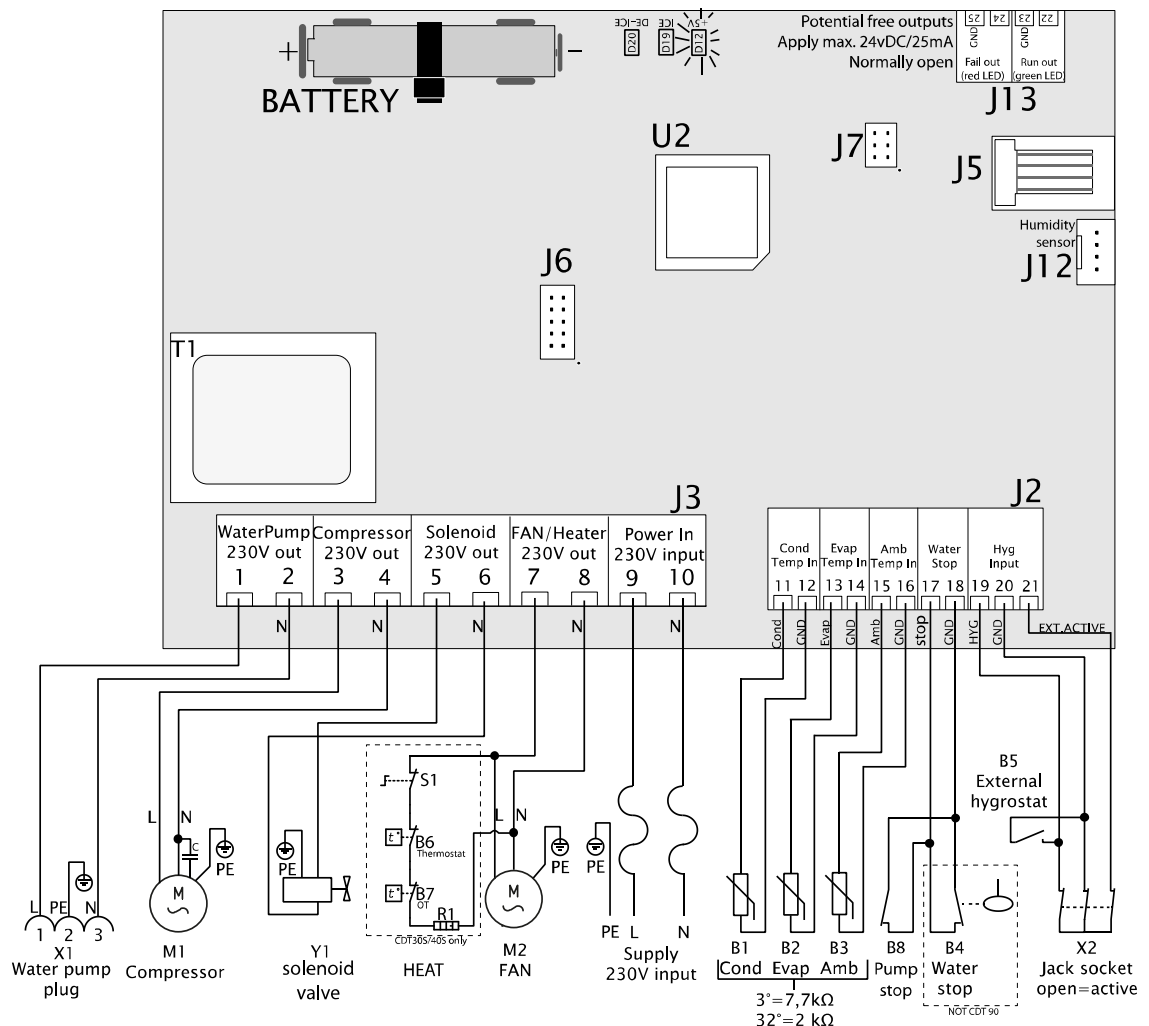 BATTERY
+
-
DE-ICE
D20
ICE
D19
+5V
D12
Potential free outputs
Apply max. 24vDC/25mA
Normally open
25 24 23 22
GND GND
Fail out
(red LED)
Run out
(green LED)
J13
U2
J7
J5
Humidity
sensor
J12
J6
T1
J3
WaterPump
230V out
1 2
Compressor
230V out
3 4
Solenoid
230V out
5 6
FAN/Heater
230V out
7 8
Power In
230V input
9 10
J2
Cond
Temp In
11 12
Evap
Temp In
13 14
Amb
Temp In
15 16
Water
Stop
17 18
Hyg
Input
19 20 21
N N N N N
Cond
GND
Evap
GND
Amb
GND
stop
GND
HYG
GND
EXT.ACTIVE
L PE N
1 2 3
X1
Water pump
plug
L N
C
PE
M
~
M1
Compressor
PE
Y1
solenoid
valve
S1
t°
B6
Thermostat
t°
B7
OT
R1
CDT30S/40S only
HEAT
L N
M
~
PE
M2
FAN
PE
PE L N
Supply
230V input
B1 B2 B3
Cond Evap Amb
3°=7,7kΩ
32°=2 kΩ
B8
Pump
stop
B4
Water
stop
NOT CDT 90
B5
External
hygrostat
X2
Jack socket
open=active